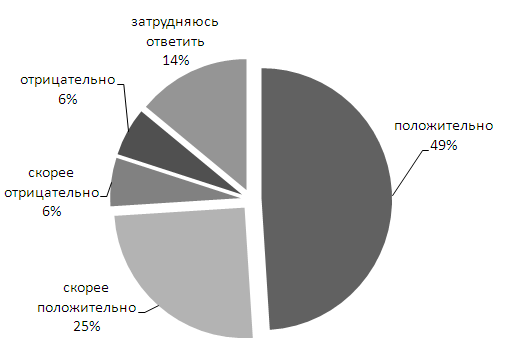 затрудняюсь
ответить
14%
отрицательно
6%
скорее
отрицательно
6%
скорее
положительно
25%
положительно
49%